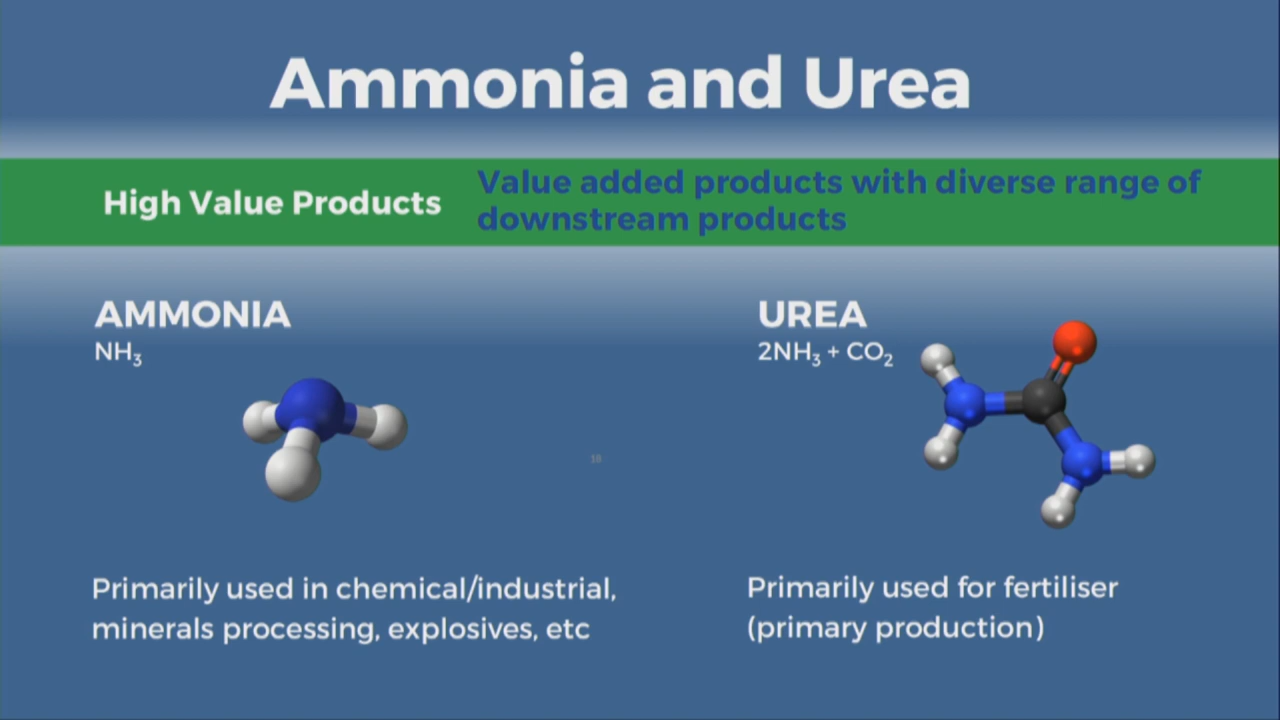 Ammonia and Urea
High Value Products
Value added products with diverse range of
downstream products
AMMONIA
NH₃
UREA
2NH₃ + CO₂
18
Primarily used in chemical/industrial,
minerals processing, explosives, etc
Primarily used for fertiliser
(primary production)